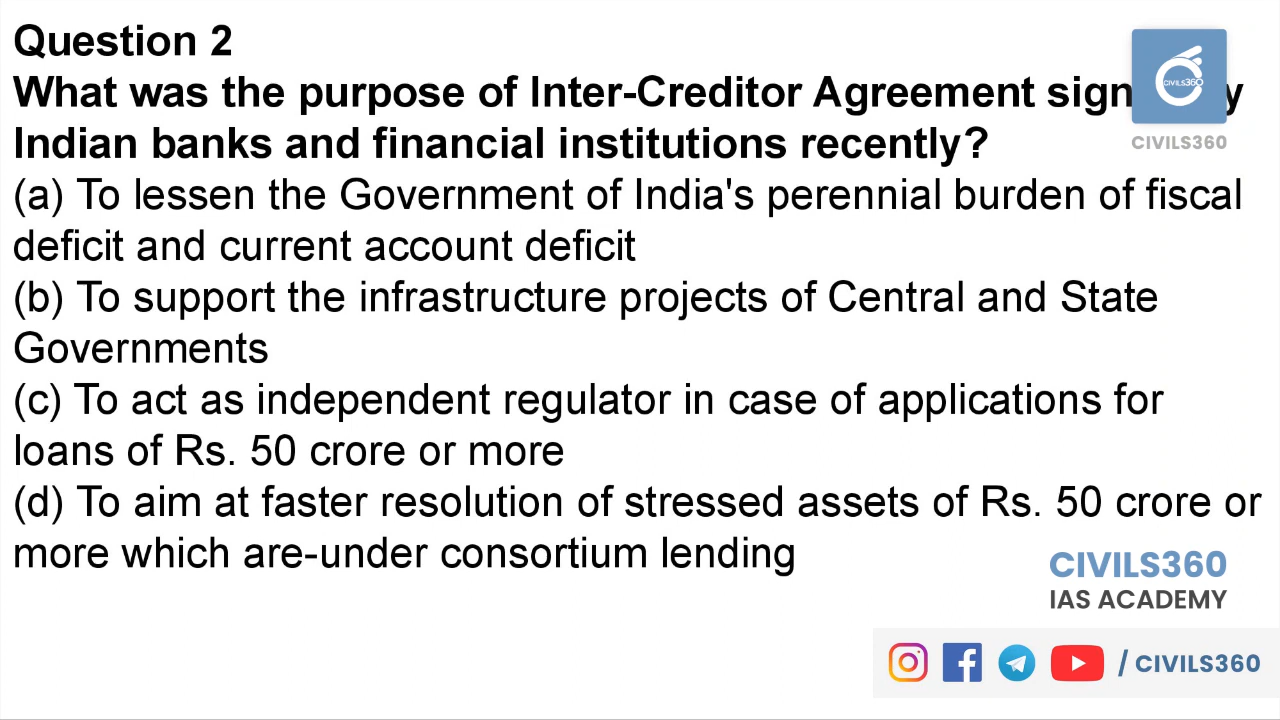 Question 2
What was the purpose of Inter-Creditor Agreement sign y
Indian banks and financial institutions recently?
(a) To lessen the Government of India's perennial burden of fiscal
deficit and current account deficit
(b) To support the infrastructure projects of Central and State
Governments
(c) To act as independent regulator in case of applications for
loans of Rs. 50 crore or more
(d) To aim at faster resolution of stressed assets of Rs. 50 crore or
more which are-under consortium lending
CIVILS360
CIVILS360
CIVILS360
IAS ACADEMY
/ CIVILS360